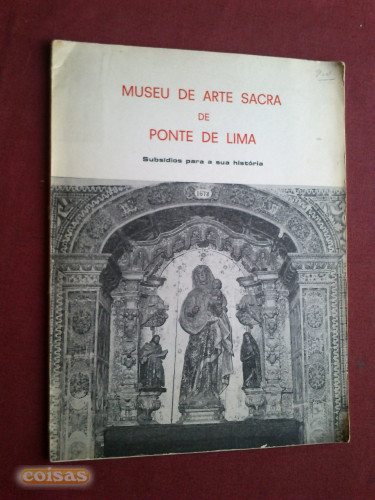 MUSEU DE ARTE SACRA
DE
PONTE DE LIMA
Subsídios para a sua história
1678
coisas